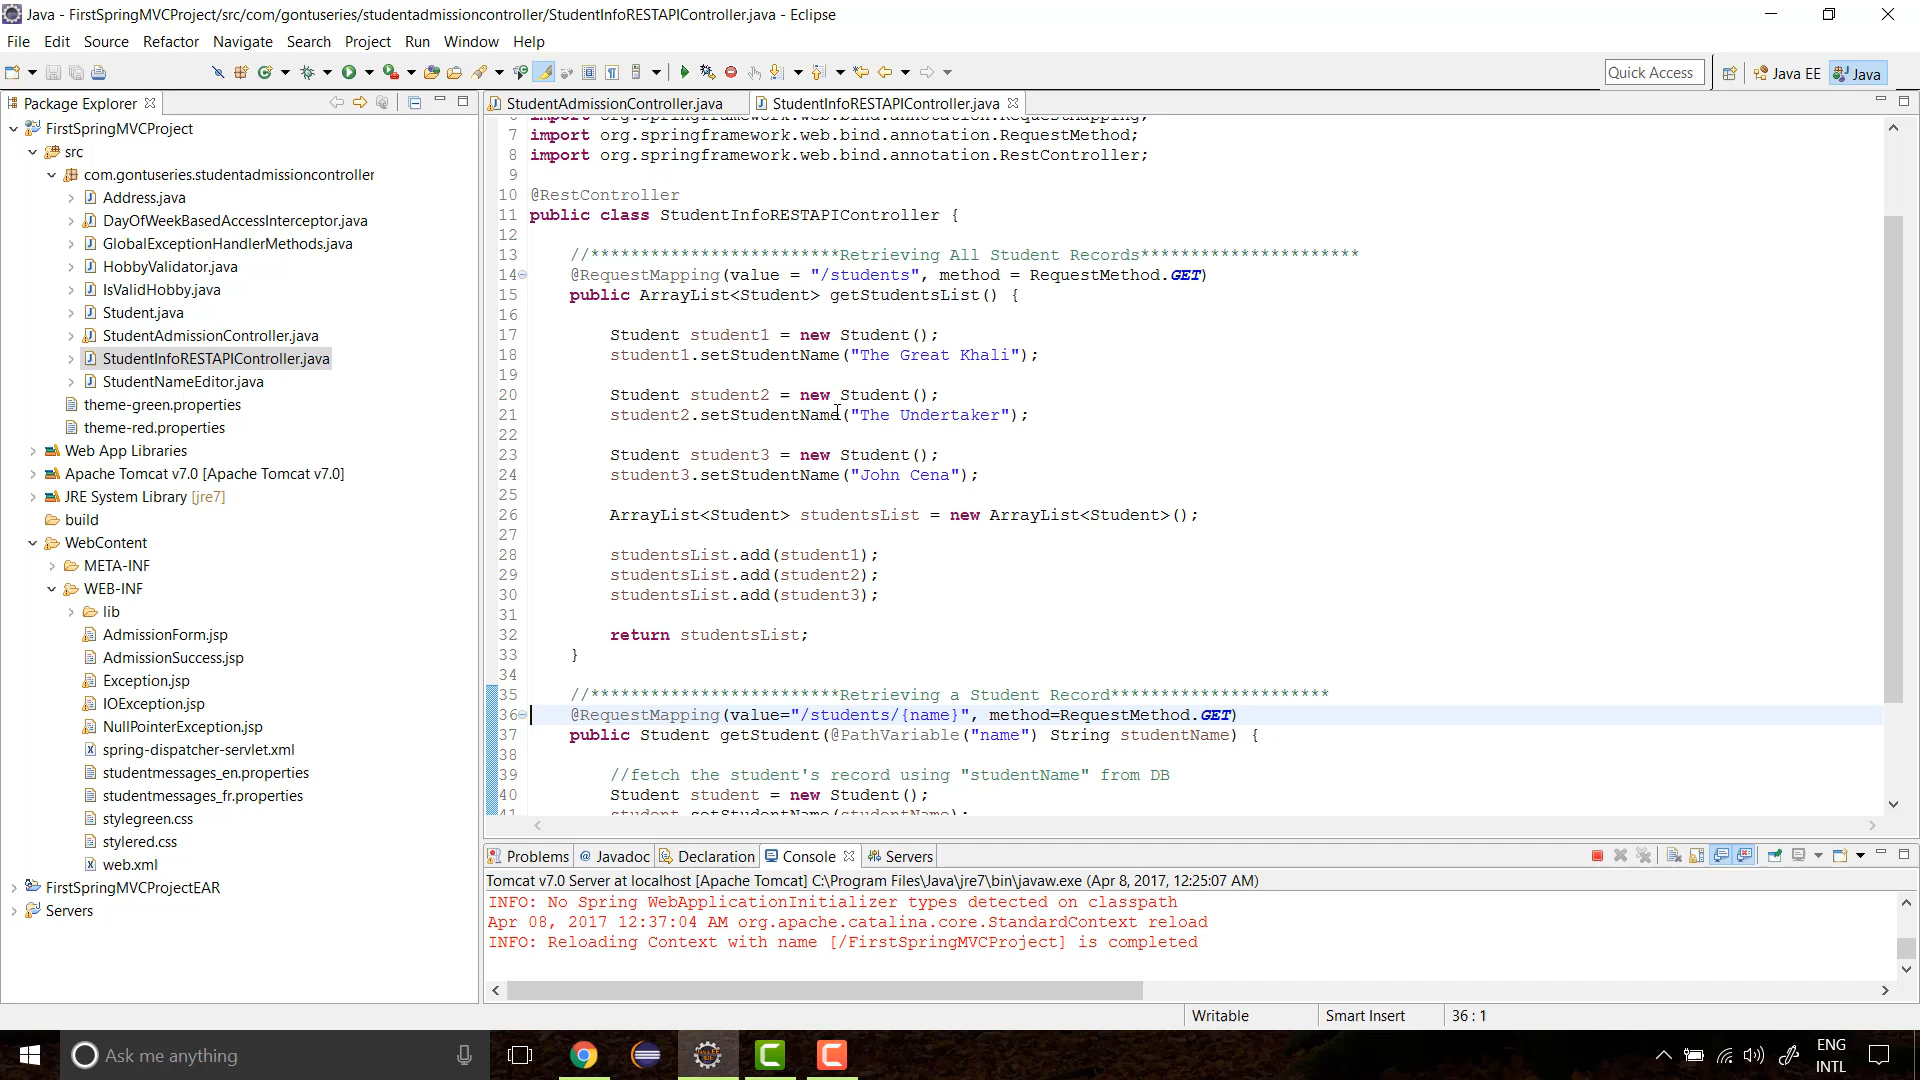 Java - FirstSpringMVCProject/src/com/gontuseries/studentadmissioncontroller/StudentInfoRESTAPIController.java - Eclipse
File Edit Source Refactor Navigate Search Project Run Window Help
Quick Access
Java EE
Java
Package Explorer
FirstSpringMVCProject
src
com.gontuseries.studentadmissioncontroller
Address.java
DayOfWeekBasedAccessInterceptor.java
GlobalExceptionHandlerMethods.java
HobbyValidator.java
IsValidHobby.java
Student.java
StudentAdmissionController.java
StudentInfoRESTAPIController.java
StudentNameEditor.java
theme-green.properties
theme-red.properties
Web App Libraries
Apache Tomcat v7.0 [Apache Tomcat v7.0]
JRE System Library [jre7]
build
WebContent
META-INF
WEB-INF
lib
AdmissionForm.jsp
AdmissionSuccess.jsp
Exception.jsp
IOException.jsp
NullPointerException.jsp
spring-dispatcher-servlet.xml
studentmessages_en.properties
studentmessages_fr.properties
stylegreen.css
stylered.css
web.xml
FirstSpringMVCProjectEAR
Servers
StudentAdmissionController.java
StudentInfoRESTAPIController.java
6 import org.springframework.web.bind.annotation.RequestMapping;
7 import org.springframework.web.bind.annotation.RequestMethod;
8 import org.springframework.web.bind.annotation.RestController;
9
10 @RestController
11 public class StudentInfoRESTAPIController {
12
13 //*************************Retrieving All Student Records**********************
14 @RequestMapping(value = "/students", method = RequestMethod.GET)
15 public ArrayList<Student> getStudentsList() {
16
17 Student student1 = new Student();
18 student1.setStudentName("The Great Khali");
19
20 Student student2 = new Student();
21 student2.setStudentName("The Undertaker");
22
23 Student student3 = new Student();
24 student3.setStudentName("John Cena");
25
26 ArrayList<Student> studentsList = new ArrayList<Student>();
27
28 studentsList.add(student1);
29 studentsList.add(student2);
30 studentsList.add(student3);
31
32 return studentsList;
33 }
34
35 //*************************Retrieving a Student Record**********************
36 @RequestMapping(value="/students/{name}", method=RequestMethod.GET)
37 public Student getStudent(@PathVariable("name") String studentName) {
38
39 //fetch the student's record using "studentName" from DB
40 Student student = new Student();
41 student.setStudentName(studentName);
Problems
Javadoc
Declaration
Console
Servers
Tomcat v7.0 Server at localhost [Apache Tomcat] C:\Program Files\Java\jre7\bin\javaw.exe (Apr 8, 2017, 12:25:07 AM)
INFO: No Spring WebApplicationInitializer types detected on classpath
Apr 08, 2017 12:37:04 AM org.apache.catalina.core.StandardContext reload
INFO: Reloading Context with name [/FirstSpringMVCProject] is completed
Writable
Smart Insert
36 : 1
Ask me anything
ENG
INTL